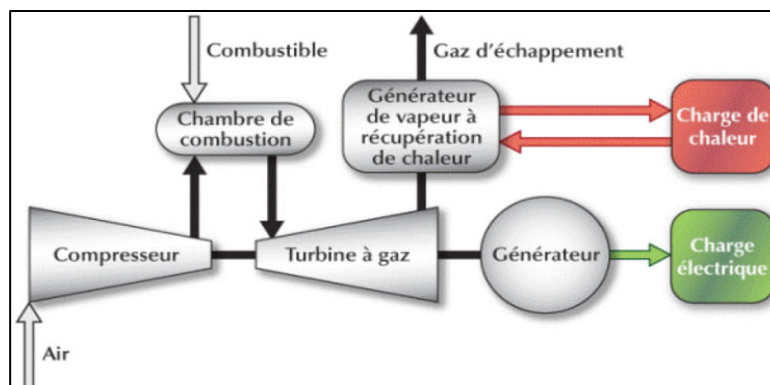 Combustible
Gaz d'échappement
Chambre de
combustion
Générateur
de vapeur à
récupération
de chaleur
Charge de
chaleur
Compresseur
Turbine à gaz
Générateur
Charge
électrique
Air